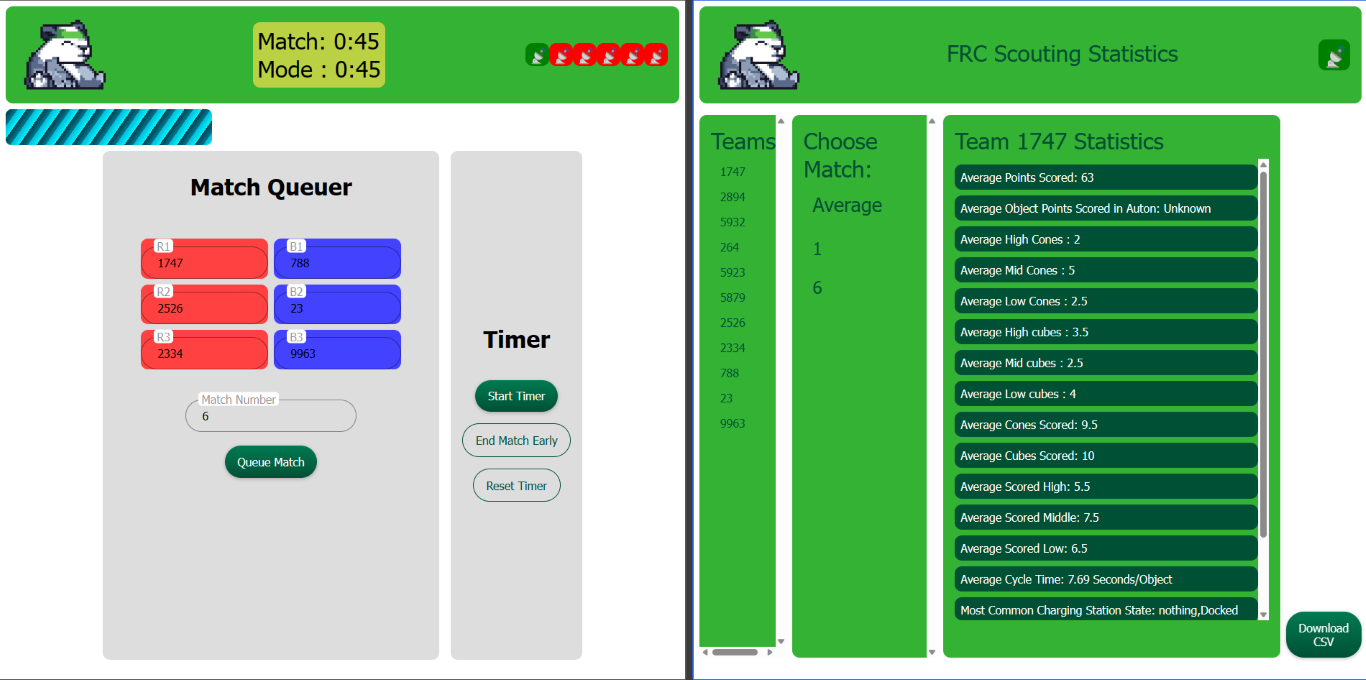 Match: 0:45
Mode : 0:45
Match Queuer
R1
1747
B1
788
R2
2526
B2
23
R3
2334
B3
9963
Match Number
6
Queue Match
Timer
Start Timer
End Match Early
Reset Timer
FRC Scouting Statistics
Teams
1747
2894
5932
264
5923
5879
2526
2334
788
23
9963
Choose
Match:
Average
1
6
Team 1747 Statistics
Average Points Scored: 63
Average Object Points Scored in Auton: Unknown
Average High Cones : 2
Average Mid Cones : 5
Average Low Cones : 2.5
Average High cubes : 3.5
Average Mid cubes : 2.5
Average Low cubes : 4
Average Cones Scored: 9.5
Average Cubes Scored: 10
Average Scored High: 5.5
Average Scored Middle: 7.5
Average Scored Low: 6.5
Average Cycle Time: 7.69 Seconds/Object
Most Common Charging Station State: nothing,Docked
Download
CSV